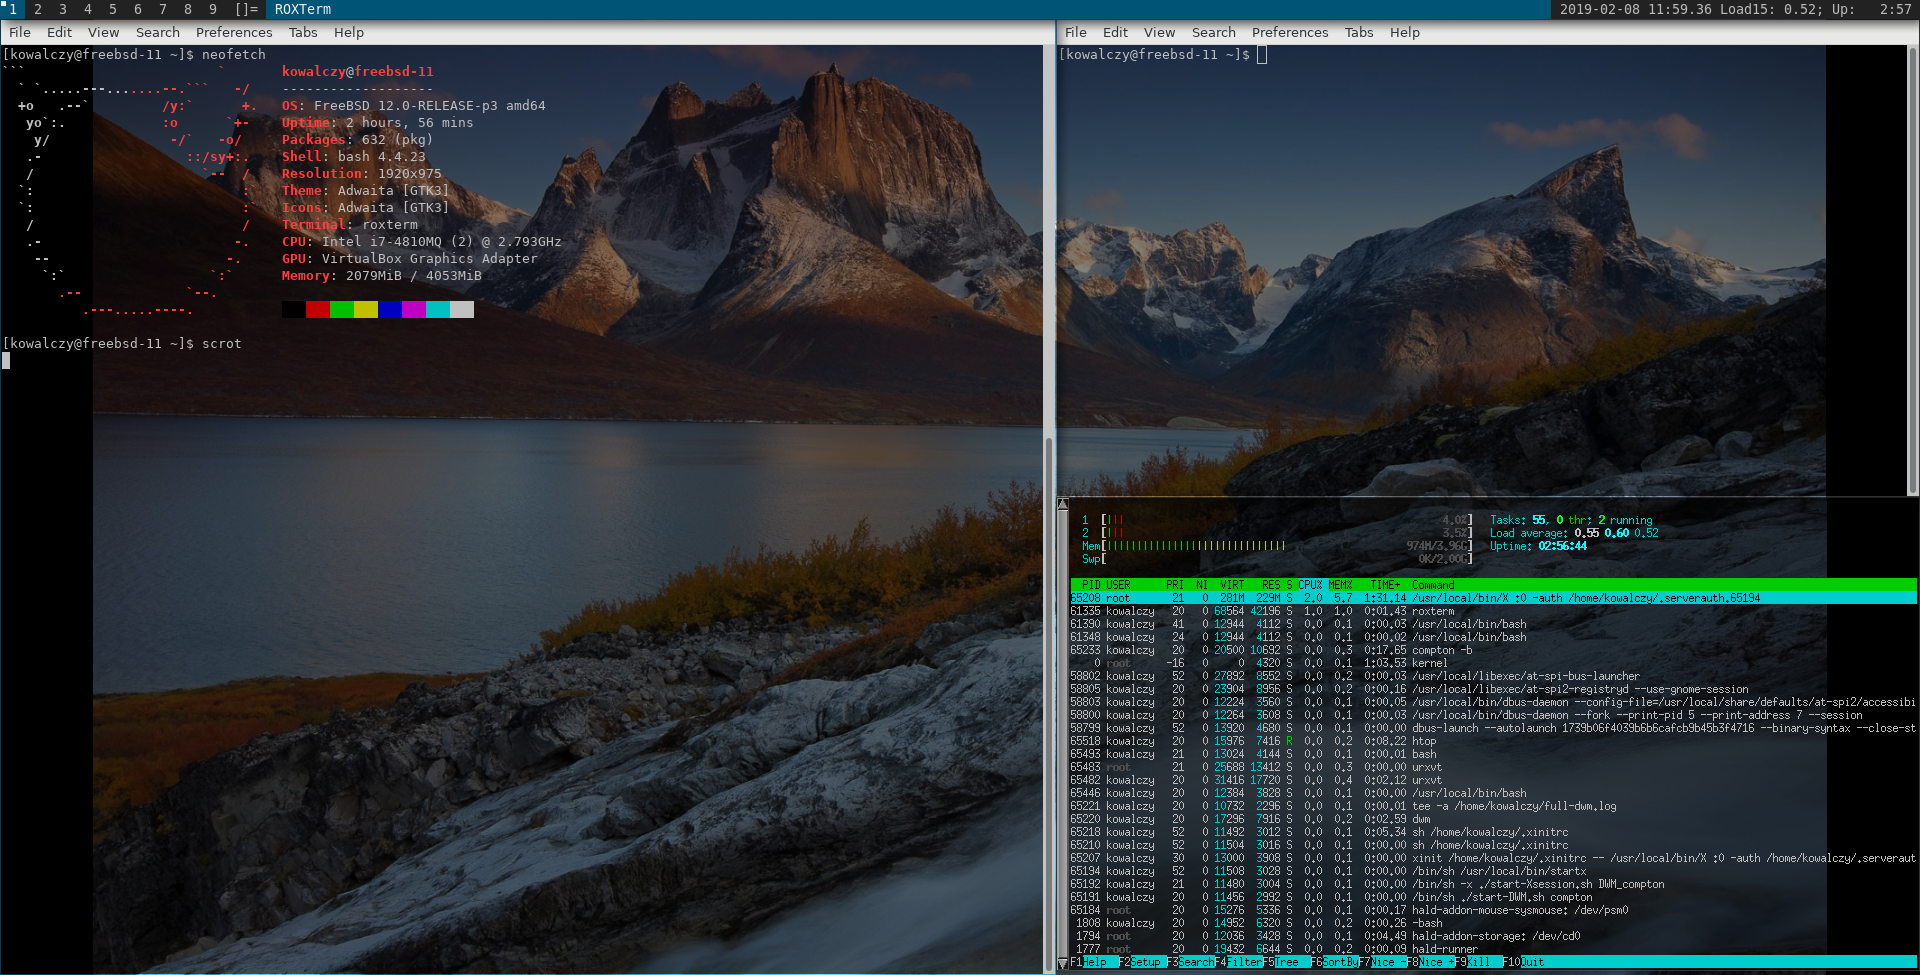 1 2 3 4 5 6 7 8 9 []= ROXTerm 2019-02-08 11:59.36 Load15: 0.52; Up: 2:57
File Edit View Search Preferences Tabs Help
[kowalczy@freebsd-11 ~]$ neofetch
kowalczy@freebsd-11
-------------------
OS: FreeBSD 12.0-RELEASE-p3 amd64
Uptime: 2 hours, 56 mins
Packages: 632 (pkg)
Shell: bash 4.4.23
Resolution: 1920x975
Theme: Adwaita [GTK3]
Icons: Adwaita [GTK3]
Terminal: roxterm
CPU: Intel i7-4810MQ (2) @ 2.793GHz
GPU: VirtualBox Graphics Adapter
Memory: 2079MiB / 4053MiB
[kowalczy@freebsd-11 ~]$ scrot
File Edit View Search Preferences Tabs Help
[kowalczy@freebsd-11 ~]$
1 [||| 4.0%] Tasks: 55, 0 thr; 2 running
2 [||| 3.5%] Load average: 0.55 0.60 0.52
Mem[||||||||||||||||||||||||||||||| 974M/3.96G] Uptime: 02:56:44
Swp[ 0K/2.00G]
PID USER PRI NI VIRT RES S CPU% MEM% TIME+ Command
65208 root 21 0 281M 229M S 2.0 5.7 1:31.14 /usr/local/bin/X :0 -auth /home/kowalczy/.serverauth.65194
61335 kowalczy 20 0 68564 42196 S 1.0 1.0 0:01.43 roxterm
61390 kowalczy 41 0 12944 4112 S 0.0 0.1 0:00.03 /usr/local/bin/bash
61348 kowalczy 24 0 12944 4112 S 0.0 0.1 0:00.02 /usr/local/bin/bash
65233 kowalczy 20 0 20500 10692 S 0.0 0.3 0:17.65 compton -b
0 root -16 0 0 4320 S 0.0 0.1 1:03.53 kernel
58802 kowalczy 52 0 27892 8552 S 0.0 0.2 0:00.03 /usr/local/libexec/at-spi-bus-launcher
58805 kowalczy 20 0 23904 8956 S 0.0 0.2 0:00.16 /usr/local/libexec/at-spi2-registryd --use-gnome-session
58803 kowalczy 20 0 12224 3560 S 0.0 0.1 0:00.05 /usr/local/bin/dbus-daemon --config-file=/usr/local/share/defaults/at-spi2/accessibi
58800 kowalczy 20 0 12264 3608 S 0.0 0.1 0:00.03 /usr/local/bin/dbus-daemon --fork --print-pid 5 --print-address 7 --session
58799 kowalczy 52 0 13920 4680 S 0.0 0.1 0:00.00 dbus-launch --autolaunch 1739b06f4039b6b6cafcb9b45b3f4716 --binary-syntax --close-st
65518 kowalczy 20 0 15976 7416 R 0.0 0.2 0:08.22 htop
65493 kowalczy 21 0 13024 4144 S 0.0 0.1 0:00.01 bash
65483 root 21 0 25688 13412 S 0.0 0.3 0:00.00 urxvt
65482 kowalczy 20 0 31416 17720 S 0.0 0.4 0:02.12 urxvt
65446 kowalczy 20 0 12384 3828 S 0.0 0.1 0:00.00 /usr/local/bin/bash
65221 kowalczy 20 0 10732 2296 S 0.0 0.1 0:00.01 tee -a /home/kowalczy/full-dwm.log
65220 kowalczy 20 0 17296 7916 S 0.0 0.2 0:02.59 dwm
65218 kowalczy 52 0 11492 3012 S 0.0 0.1 0:05.34 sh /home/kowalczy/.xinitrc
65210 kowalczy 52 0 11504 3016 S 0.0 0.1 0:00.00 sh /home/kowalczy/.xinitrc
65207 kowalczy 30 0 13000 3908 S 0.0 0.1 0:00.00 xinit /home/kowalczy/.xinitrc -- /usr/local/bin/X :0 -auth /home/kowalczy/.serveraut
65194 kowalczy 52 0 11508 3028 S 0.0 0.1 0:00.00 /bin/sh /usr/local/bin/startx
65192 kowalczy 21 0 11480 3004 S 0.0 0.1 0:00.00 /bin/sh -x ./start-Xsession.sh DWM_compton
65191 kowalczy 20 0 11456 2992 S 0.0 0.1 0:00.00 /bin/sh ./start-DWM.sh compton
65184 root 20 0 15276 5336 S 0.0 0.1 0:00.17 hald-addon-mouse-sysmouse: /dev/psm0
1808 kowalczy 20 0 14952 6320 S 0.0 0.2 0:00.26 -bash
1794 root 20 0 12036 3428 S 0.0 0.1 0:04.49 hald-addon-storage: /dev/cd0
1777 root 20 0 19432 6644 S 0.0 0.2 0:00.09 hald-runner
F1Help F2Setup F3SearchF4FilterF5Tree F6SortByF7Nice -F8Nice +F9Kill F10Quit